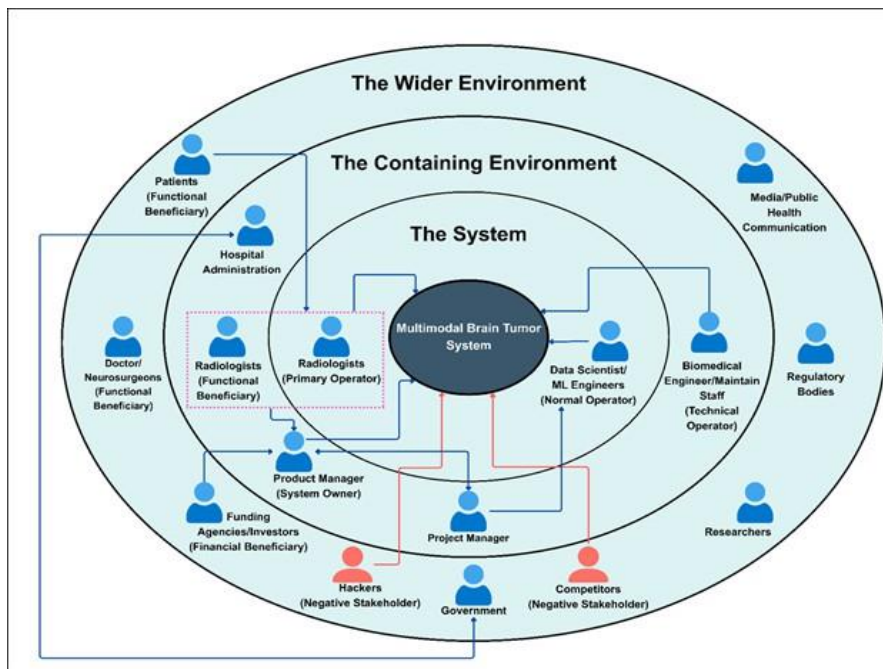 The Wider Environment
The Containing Environment
The System
Multimodal Brain Tumor
System
Patients
(Functional
Beneficiary)
Hospital
Administration
Media/Public
Health
Communication
Doctor/
Neurosurgeons
(Functional
Beneficiary)
Radiologists
(Functional
Beneficiary)
Radiologists
(Primary Operator)
Data Scientist/
ML Engineers
(Normal Operator)
Biomedical
Engineer/Maintain
Staff
(Technical
Operator)
Regulatory
Bodies
Product Manager
(System Owner)
Funding
Agencies/Investors
(Financial Beneficiary)
Project Manager
Researchers
Hackers
(Negative Stakeholder)
Government
Competitors
(Negative Stakeholder)